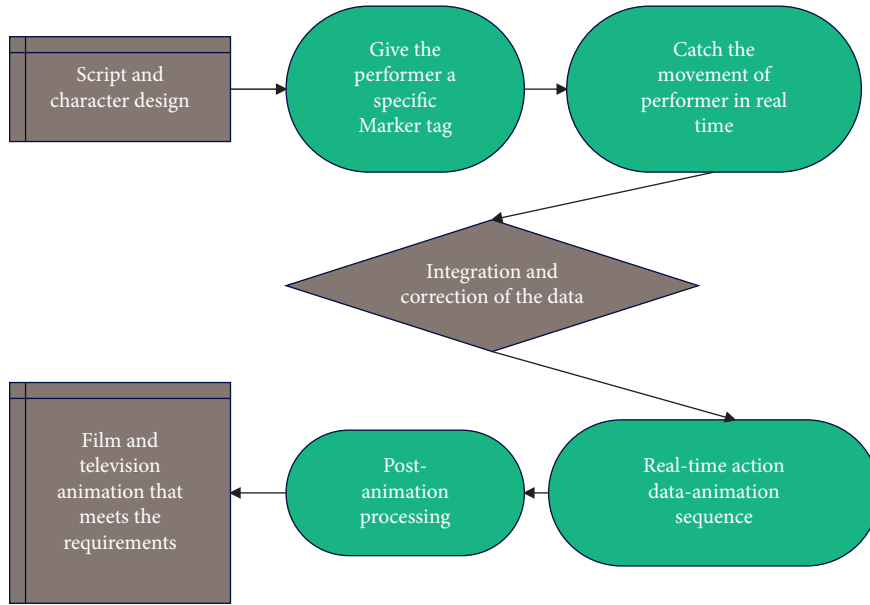 Script and
character design
Give the
performer a
specific
Marker tag
Catch the
movement of
performer in real
time
Integration and
correction of the data
Real-time action
data-animation
sequence
Post-
animation
processing
Film and
television
animation that
meets the
requirements